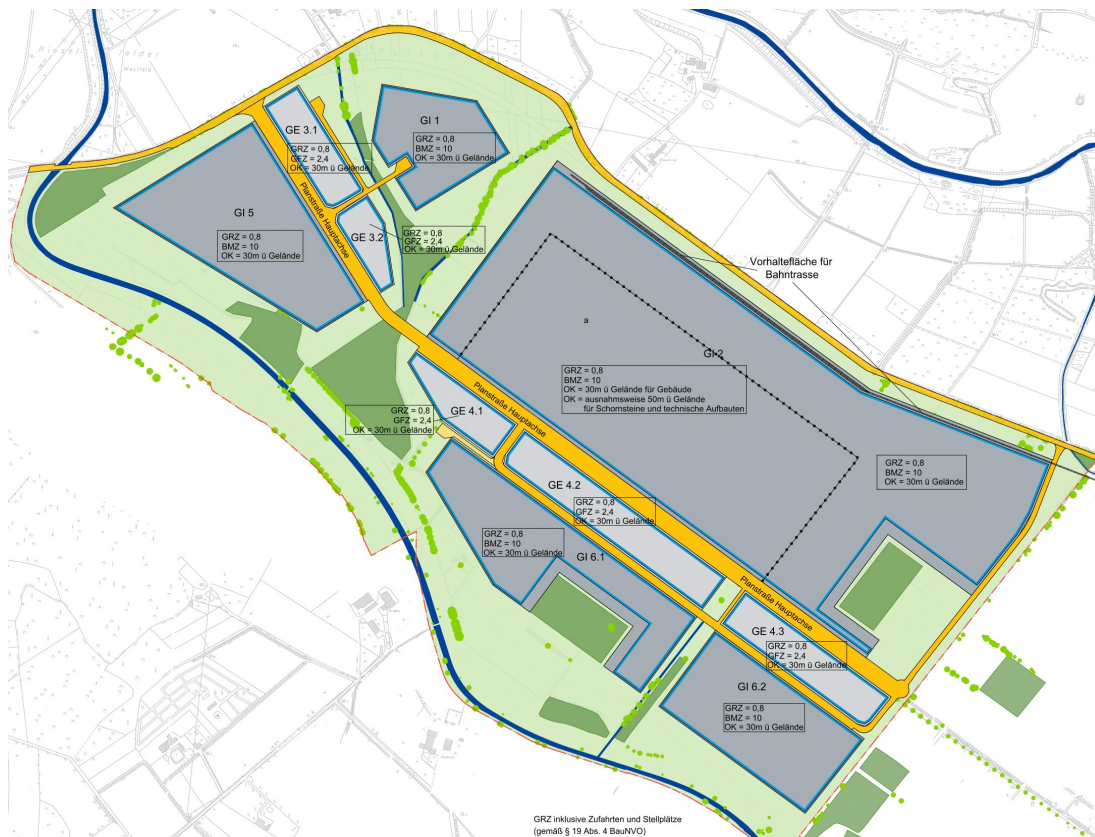 Rieselfelder
Westfeld
GE 3.1
GRZ = 0,8
GFZ = 2,4
OK = 30m ü Gelände
GI 1
GRZ = 0,8
BMZ = 10
OK = 30m ü Gelände
GI 5
GRZ = 0,8
BMZ = 10
OK = 30m ü Gelände
Planstraße Hauptachse
GE 3.2
GRZ = 0,8
GFZ = 2,4
OK = 30m ü Gelände
Vorhaltefläche für
Bahntrasse
a
GI 2
GRZ = 0,8
BMZ = 10
OK = 30m ü Gelände für Gebäude
OK = ausnahmsweise 50m ü Gelände
für Schornsteine und technische Aufbauten
GRZ = 0,8
BMZ = 10
OK = 30m ü Gelände
Planstraße Hauptachse
GE 4.1
GRZ = 0,8
GFZ = 2,4
OK = 30m ü Gelände
GE 4.2
GRZ = 0,8
GFZ = 2,4
OK = 30m ü Gelände
GI 6.1
GRZ = 0,8
BMZ = 10
OK = 30m ü Gelände
Planstraße Hauptachse
GE 4.3
GRZ = 0,8
GFZ = 2,4
OK = 30m ü Gelände
GI 6.2
GRZ = 0,8
BMZ = 10
OK = 30m ü Gelände
GRZ inklusive Zufahrten und Stellplätze
(gemäß § 19 Abs. 4 BauNVO)